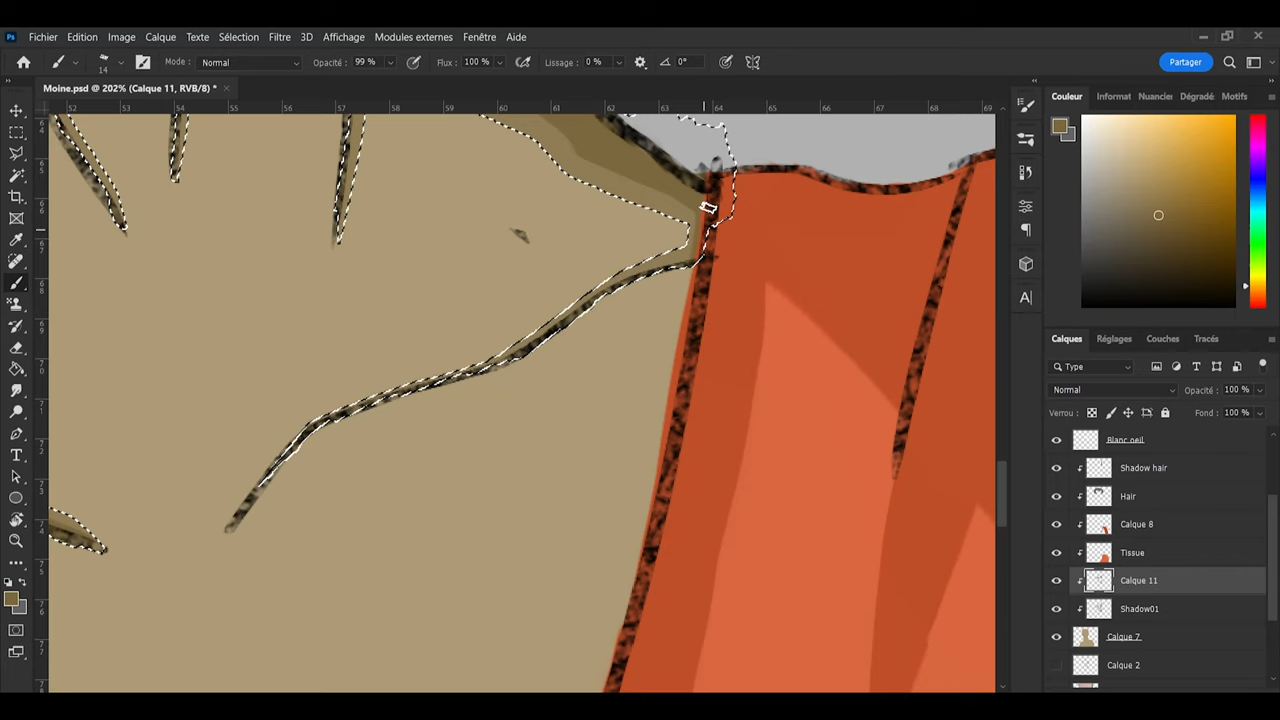 Ps Fichier Edition Image Calque Texte Sélection Filtre 3D Affichage Modules externes Fenêtre Aide
14 Mode : Normal Opacité : 99 % Flux : 100 % Lissage : 0 % 0° Partager
Moine.psd @ 202% (Calque 11, RVB/8) *
52 53 54 55 56 57 58 59 60 61 62 63 64 65 66 67 68 69
Couleur Informat Nuancier Dégradé Motifs
Calques Réglages Couches Tracés
Type
Normal Opacité : 100 %
Verrou : Fond : 100 %
Blanc oeil
Shadow hair
Hair
Calque 8
Tissue
Calque 11
Shadow01
Calque 7
Calque 2